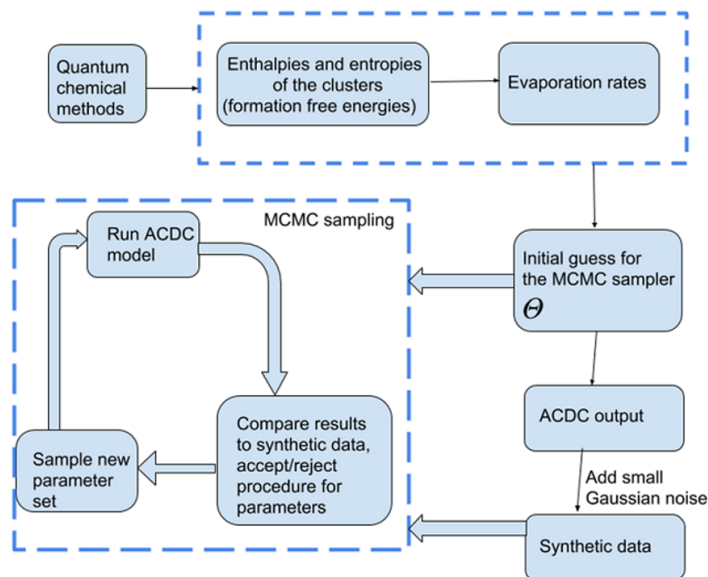 Quantum
chemical
methods
Enthalpies and entropies
of the clusters
(formation free energies)
Evaporation rates
MCMC sampling
Run ACDC
model
Initial guess for
the MCMC sampler
Θ
Compare results
to synthetic data,
accept/reject
procedure for
parameters
Sample new
parameter
set
ACDC output
Add small
Gaussian noise
Synthetic data